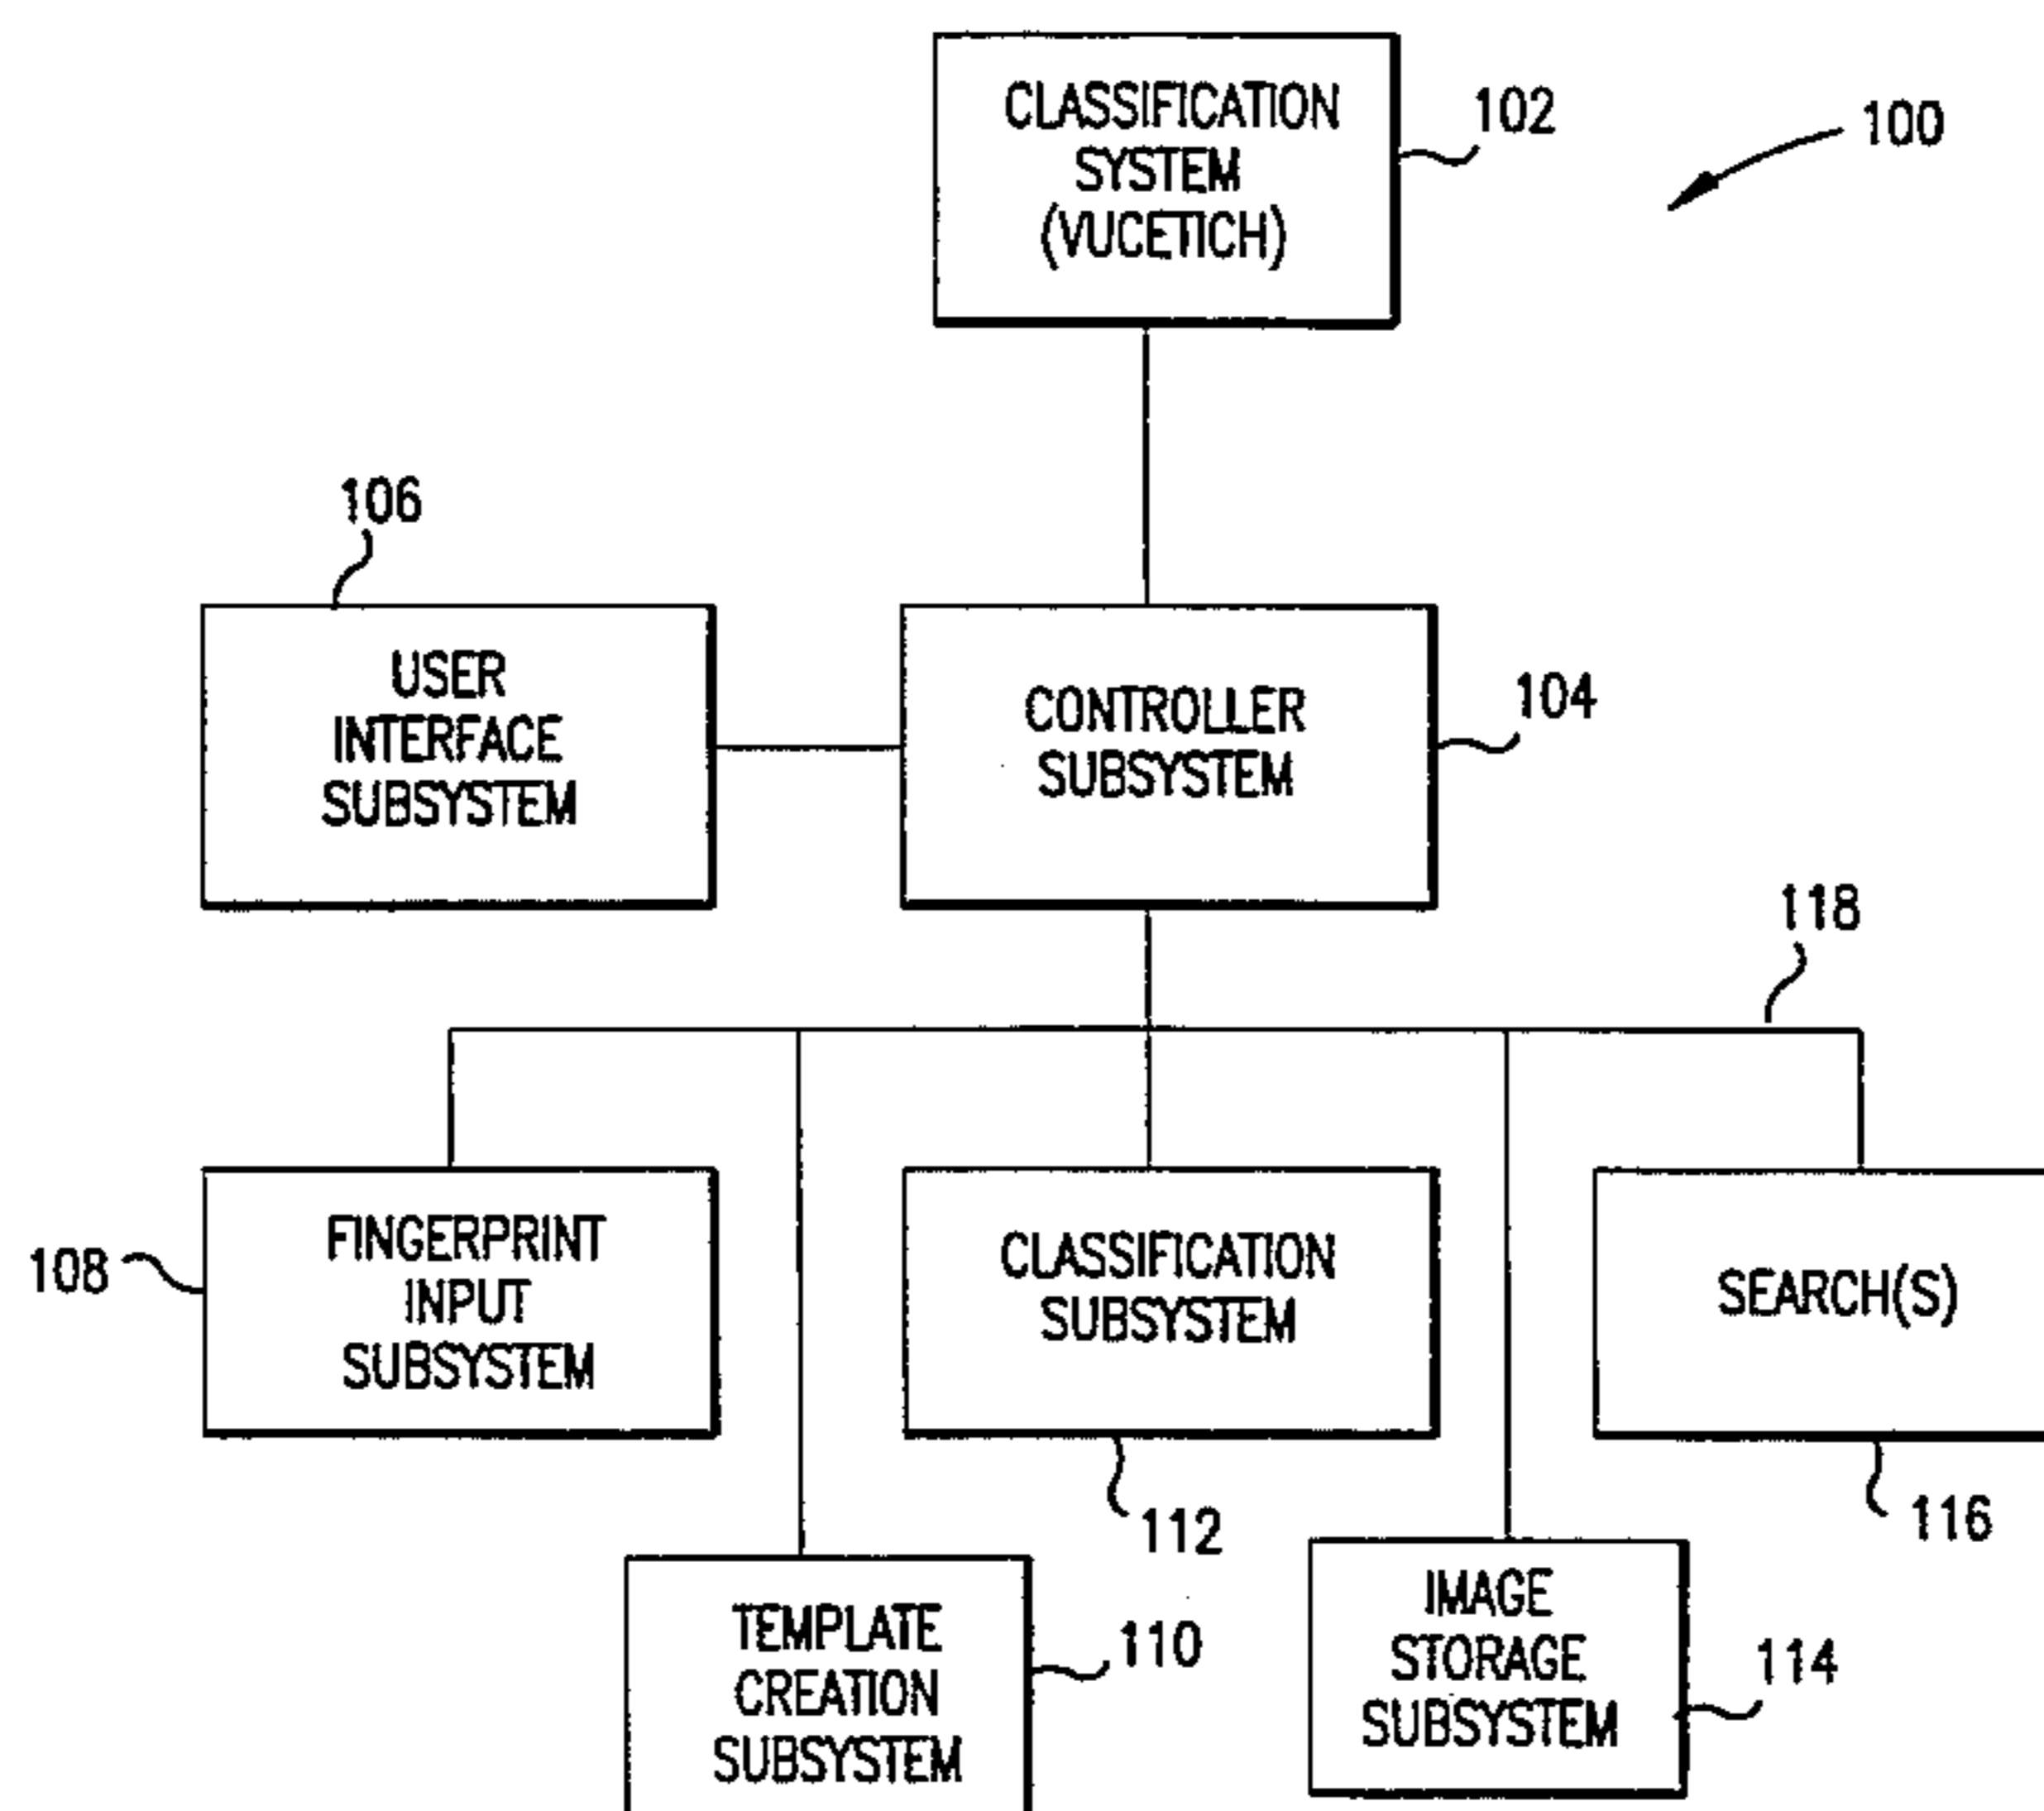 CLASSIFICATION
SYSTEM
(VUCETICH)
102
100
106
USER
INTERFACE
SUBSYSTEM
CONTROLLER
SUBSYSTEM
104
118
108
FINGERPRINT
INPUT
SUBSYSTEM
CLASSIFICATION
SUBSYSTEM
SEARCH(S)
112
116
TEMPLATE
CREATION
SUBSYSTEM
110
IMAGE
STORAGE
SUBSYSTEM
114